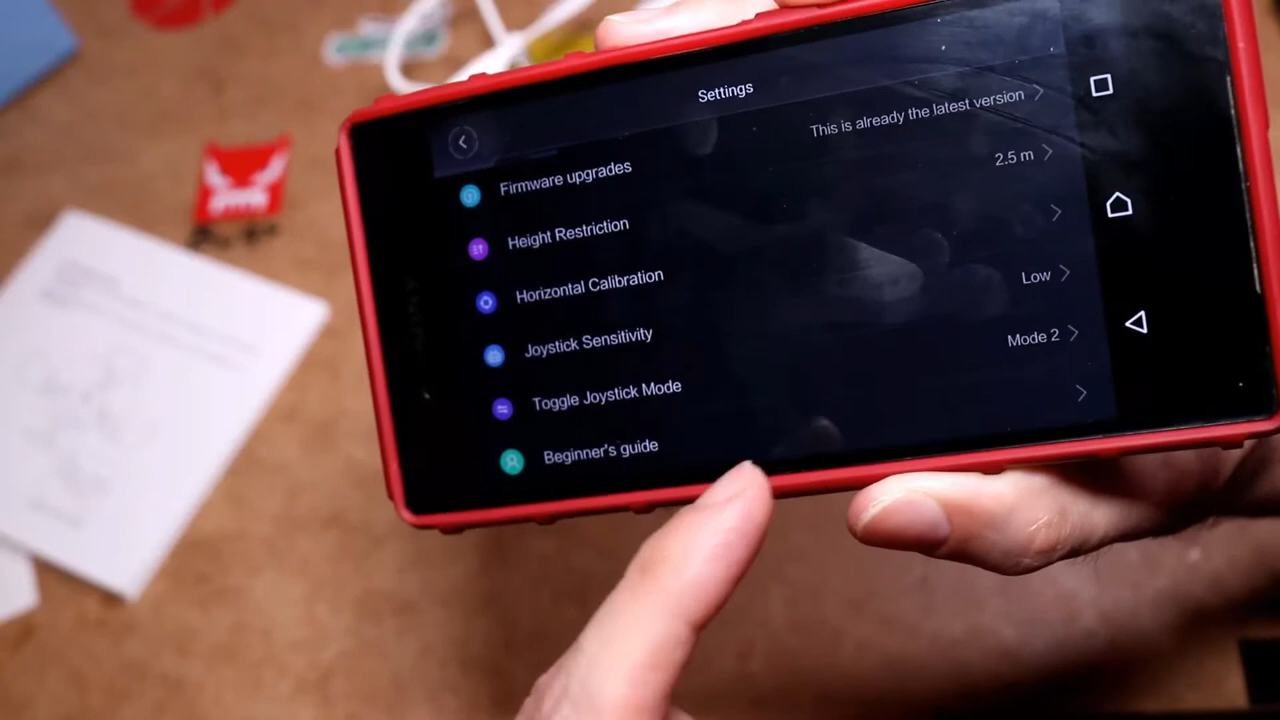 Settings
Firmware upgrades This is already the latest version
Height Restriction 2.5 m
Horizontal Calibration
Joystick Sensitivity Low
Toggle Joystick Mode Mode 2
Beginner's guide